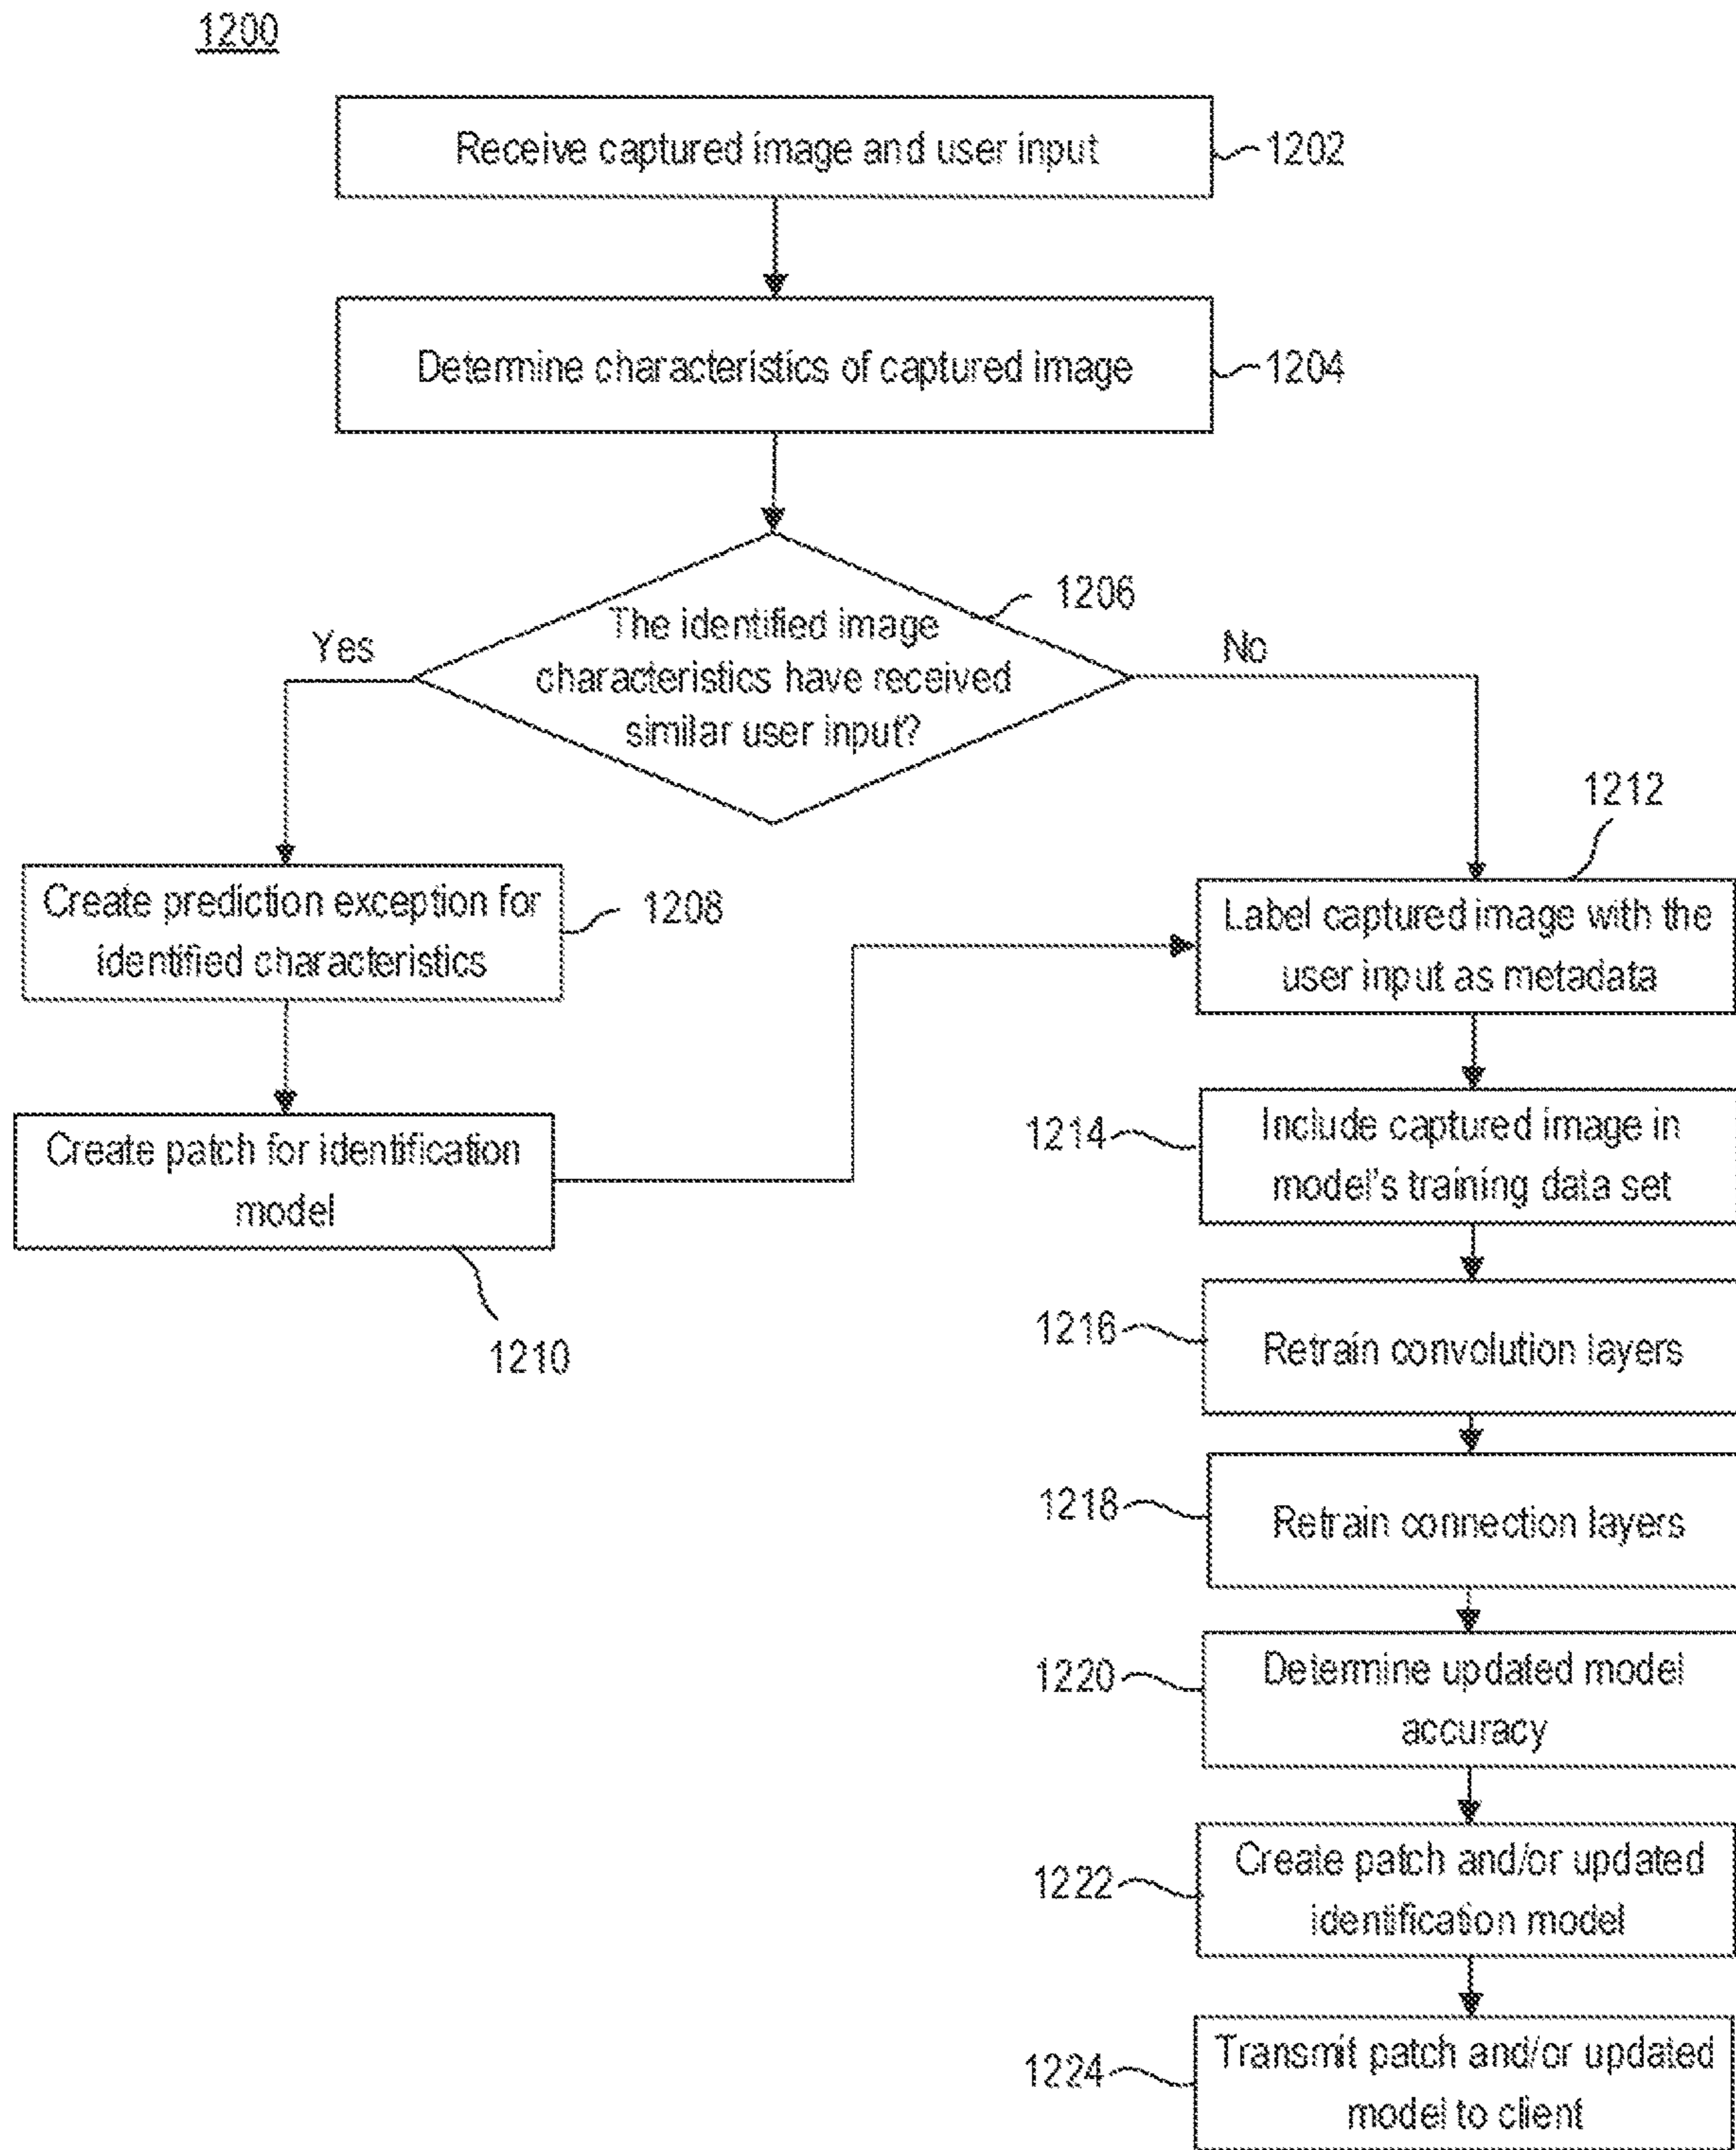 1200
Receive captured image and user input
1202
Determine characteristics of captured image
1204
1206
The identified image
characteristics have received
similar user input?
Yes
No
Create prediction exception for
identified characteristics
1208
Create patch for identification
model
1210
1212
Label captured image with the
user input as metadata
1214
Include captured image in
model's training data set
1216
Retrain convolution layers
1218
Retrain connection layers
1220
Determine updated model
accuracy
1222
Create patch and/or updated
identification model
1224
Transmit patch and/or updated
model to client